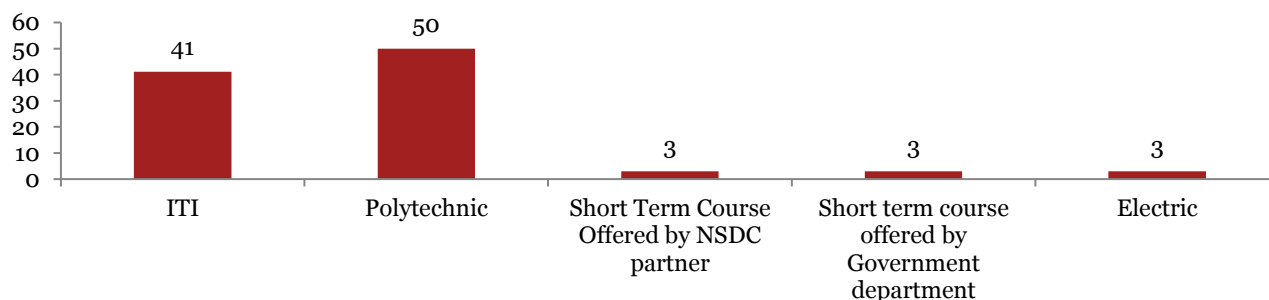 60
50
40
30
20
10
0
41
50
3
3
3
ITI
Polytechnic
Short Term Course
Offered by NSDC
partner
Short term course
offered by
Government
department
Electric